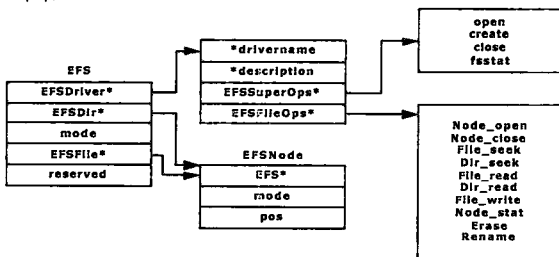 EFS
EFSDriver*
EFSDir*
mode
EFSFile*
reserved
*drivername
*description
EFSSuperOps*
EFSFileOps*
EFSNode
EFS*
mode
pos
open
create
close
fsstat
Node_open
Node_close
File_seek
Dir_seek
File_read
Dir_read
File_write
Node_stat
Erase
Rename